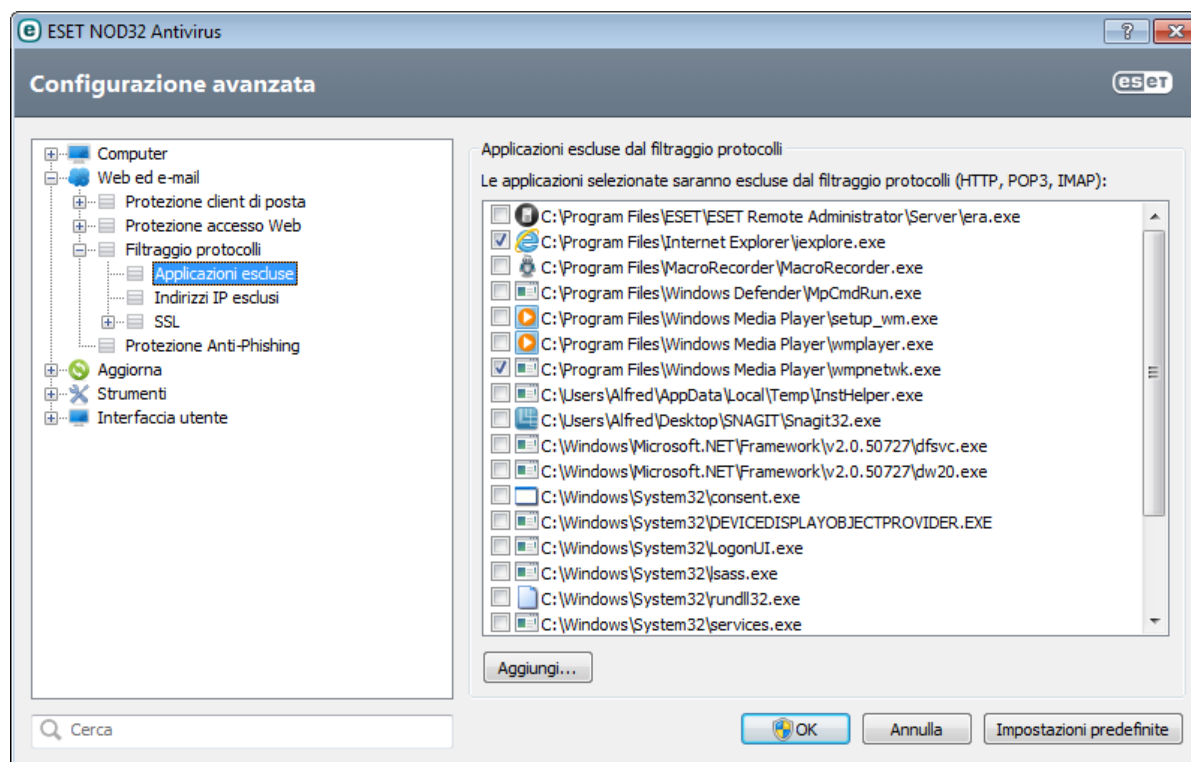 ESET NOD32 Antivirus
Configurazione avanzata
eseT
Computer
Web ed e-mail
Protezione client di posta
Protezione accesso Web
Filtraggio protocolli
Applicazioni escluse
Indirizzi IP esclusi
SSL
Protezione Anti-Phishing
Aggiorna
Strumenti
Interfaccia utente
Cerca
Applicazioni escluse dal filtraggio protocolli
Le applicazioni selezionate saranno escluse dal filtraggio protocolli (HTTP, POP3, IMAP):
C:\Program Files\ESET\ESET Remote Administrator\Server\era.exe
C:\Program Files\Internet Explorer\iexplore.exe
C:\Program Files\MacroRecorder\MacroRecorder.exe
C:\Program Files\Windows Defender\MpCmdRun.exe
C:\Program Files\Windows Media Player\setup_wm.exe
C:\Program Files\Windows Media Player\wmplayer.exe
C:\Program Files\Windows Media Player\wmpnetwk.exe
C:\Users\Alfred\AppData\Local\Temp\InstHelper.exe
C:\Users\Alfred\Desktop\SNAGIT\Snagit32.exe
C:\Windows\Microsoft.NET\Framework\v2.0.50727\dfsvc.exe
C:\Windows\Microsoft.NET\Framework\v2.0.50727\dw20.exe
C:\Windows\System32\consent.exe
C:\Windows\System32\DEVICEDISPLAYOBJECTPROVIDER.EXE
C:\Windows\System32\LogonUI.exe
C:\Windows\System32\lsass.exe
C:\Windows\System32\rundll32.exe
C:\Windows\System32\services.exe
Aggiungi...
OK
Annulla
Impostazioni predefinite